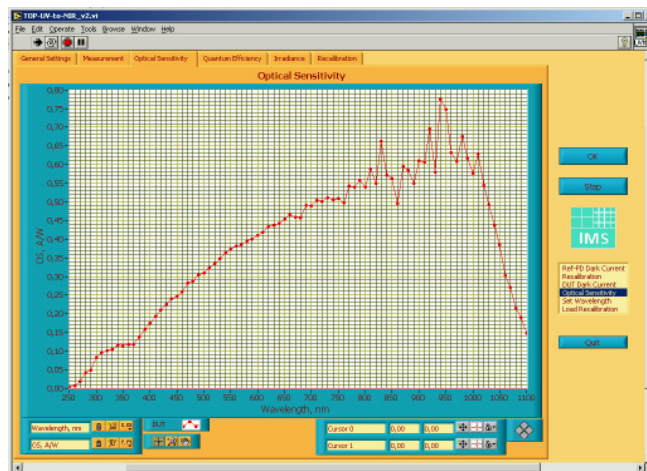 TOP-UV-to-NIR_v2.vi
File Edit Operate Tools Browse Window Help
General Settings Measurement Optical Sensitivity Quantum Efficiency Irradiance Recalibration
Optical Sensitivity
0,80
0,75
0,70
0,65
0,60
0,55
0,50
0,45
0,40
0,35
0,30
0,25
0,20
0,15
0,10
0,05
0,00
OS, A/W
250 300 350 400 450 500 550 600 650 700 750 800 850 900 950 1000 1050 1100
Wavelength, nm
OK
Stop
IMS
Ref-PD Dark Current
Recalibration
DUT Dark Current
Optical Sensitivity
Set Wavelength
Load Recalibration
Quit
Wavelength, nm
OS, A/W
DUT
Cursor 0 0,00 0,00
Cursor 1 0,00 0,00